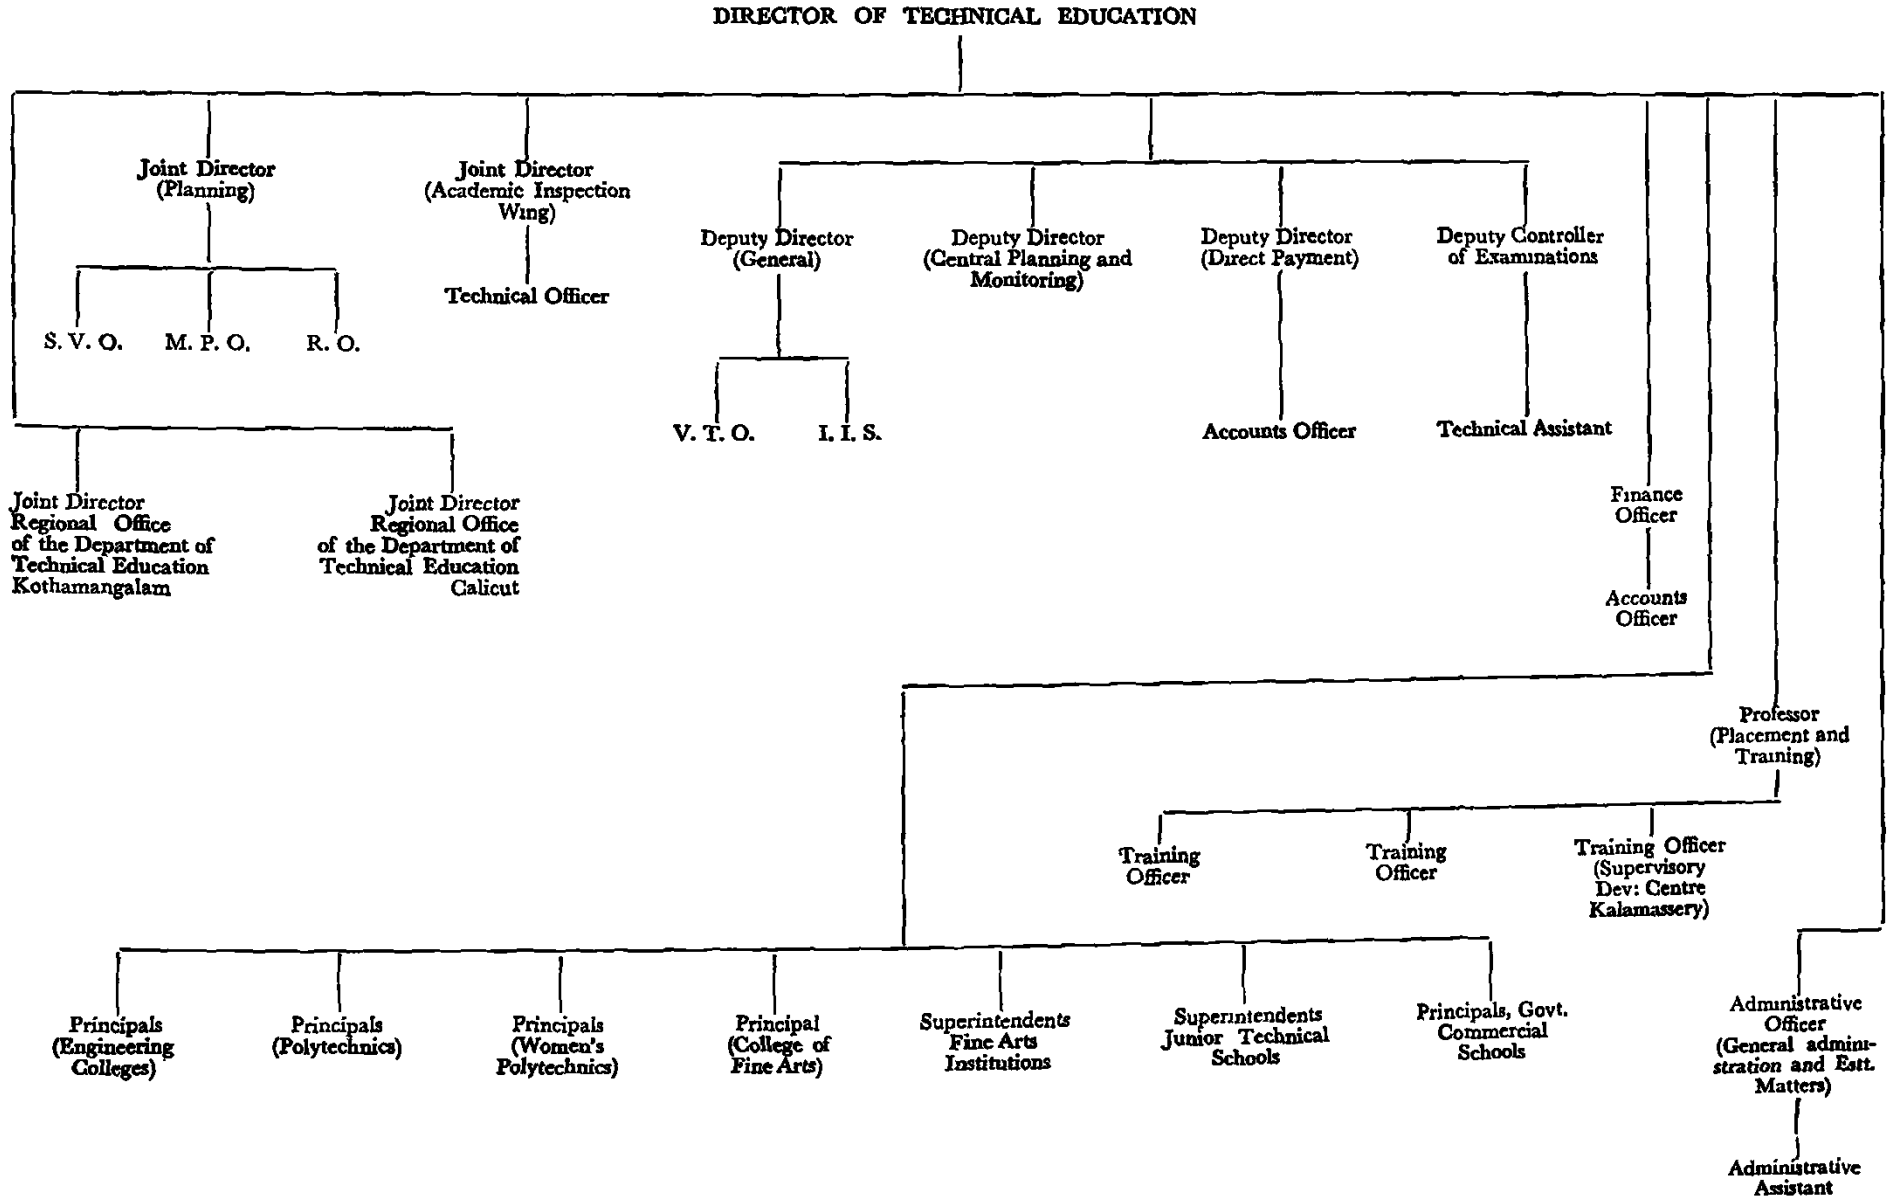 DIRECTOR OF TECHNICAL EDUCATION
Joint Director
(Planning)
Joint Director
(Academic Inspection
Wing)
Deputy Director
(General)
Deputy Director
(Central Planning and
Monitoring)
Deputy Director
(Direct Payment)
Deputy Controller
of Examinations
Technical Officer
S. V. O.
M. P. O.
R. O.
V. T. O.
I. I. S.
Accounts Officer
Technical Assistant
Joint Director
Regional Office
of the Department of
Technical Education
Kothamangalam
Joint Director
Regional Office
of the Department of
Technical Education
Calicut
Finance
Officer
Accounts
Officer
Professor
(Placement and
Training)
Training
Officer
Training
Officer
Training Officer
(Supervisory
Dev: Centre
Kalamassery)
Principals
(Engineering
Colleges)
Principals
(Polytechnics)
Principals
(Women's
Polytechnics)
Principal
(College of
Fine Arts)
Superintendents
Fine Arts
Institutions
Superintendents
Junior Technical
Schools
Principals, Govt.
Commercial
Schools
Administrative
Officer
(General admini-
stration and Estt.
Matters)
Administrative
Assistant